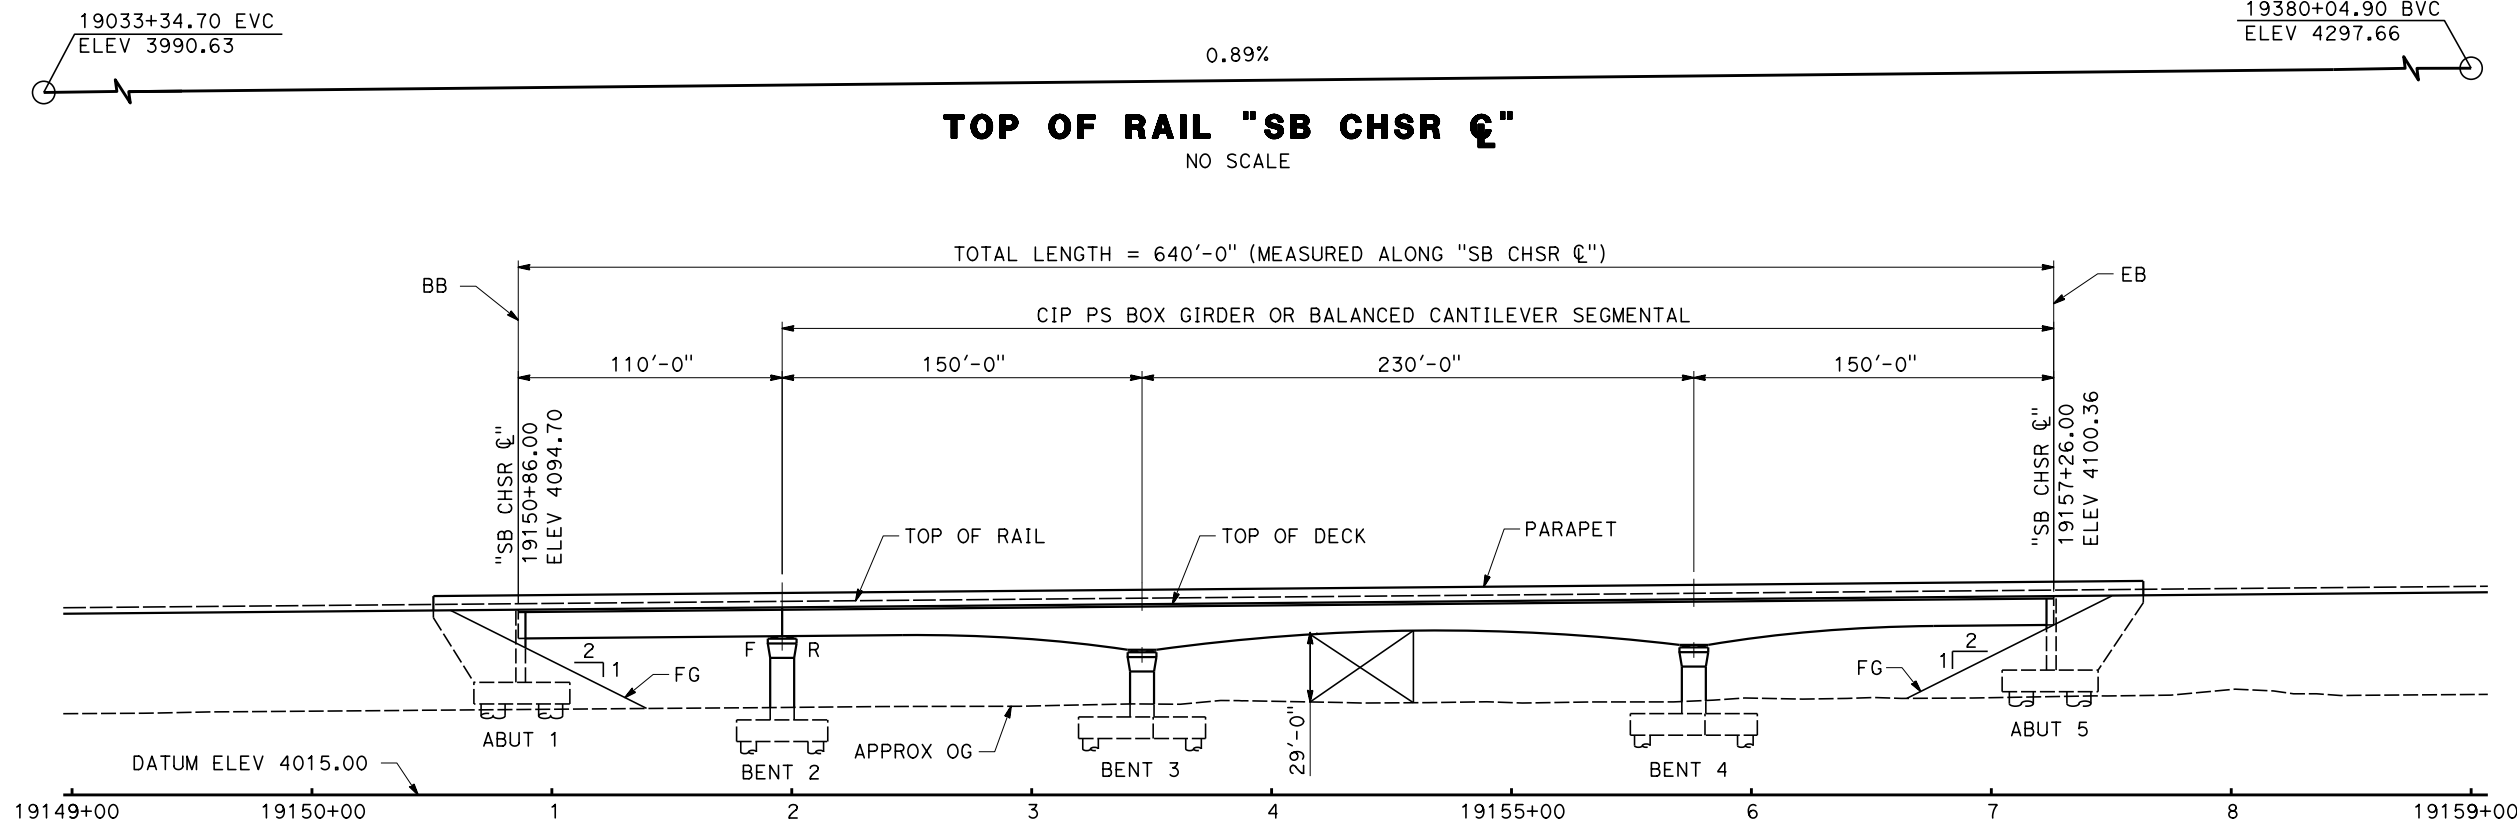 19033+34.70 EVC
ELEV 3990.63
0.89%
19380+04.90 BVC
ELEV 4297.66
TOP OF RAIL "SB CHSR ℄"
NO SCALE
TOTAL LENGTH = 640'-0" (MEASURED ALONG "SB CHSR ℄")
BB
EB
CIP PS BOX GIRDER OR BALANCED CANTILEVER SEGMENTAL
110'-0"
150'-0"
230'-0"
150'-0"
"SB CHSR ℄"
19150+86.00
ELEV 4094.70
"SB CHSR ℄"
19157+26.00
ELEV 4100.36
TOP OF RAIL
TOP OF DECK
PARAPET
F
R
2
1
FG
FG
2
1
29'-0"
ABUT 1
BENT 2
APPROX OG
BENT 3
BENT 4
ABUT 5
DATUM ELEV 4015.00
19149+00
19150+00
1
2
3
4
19155+00
6
7
8
19159+00